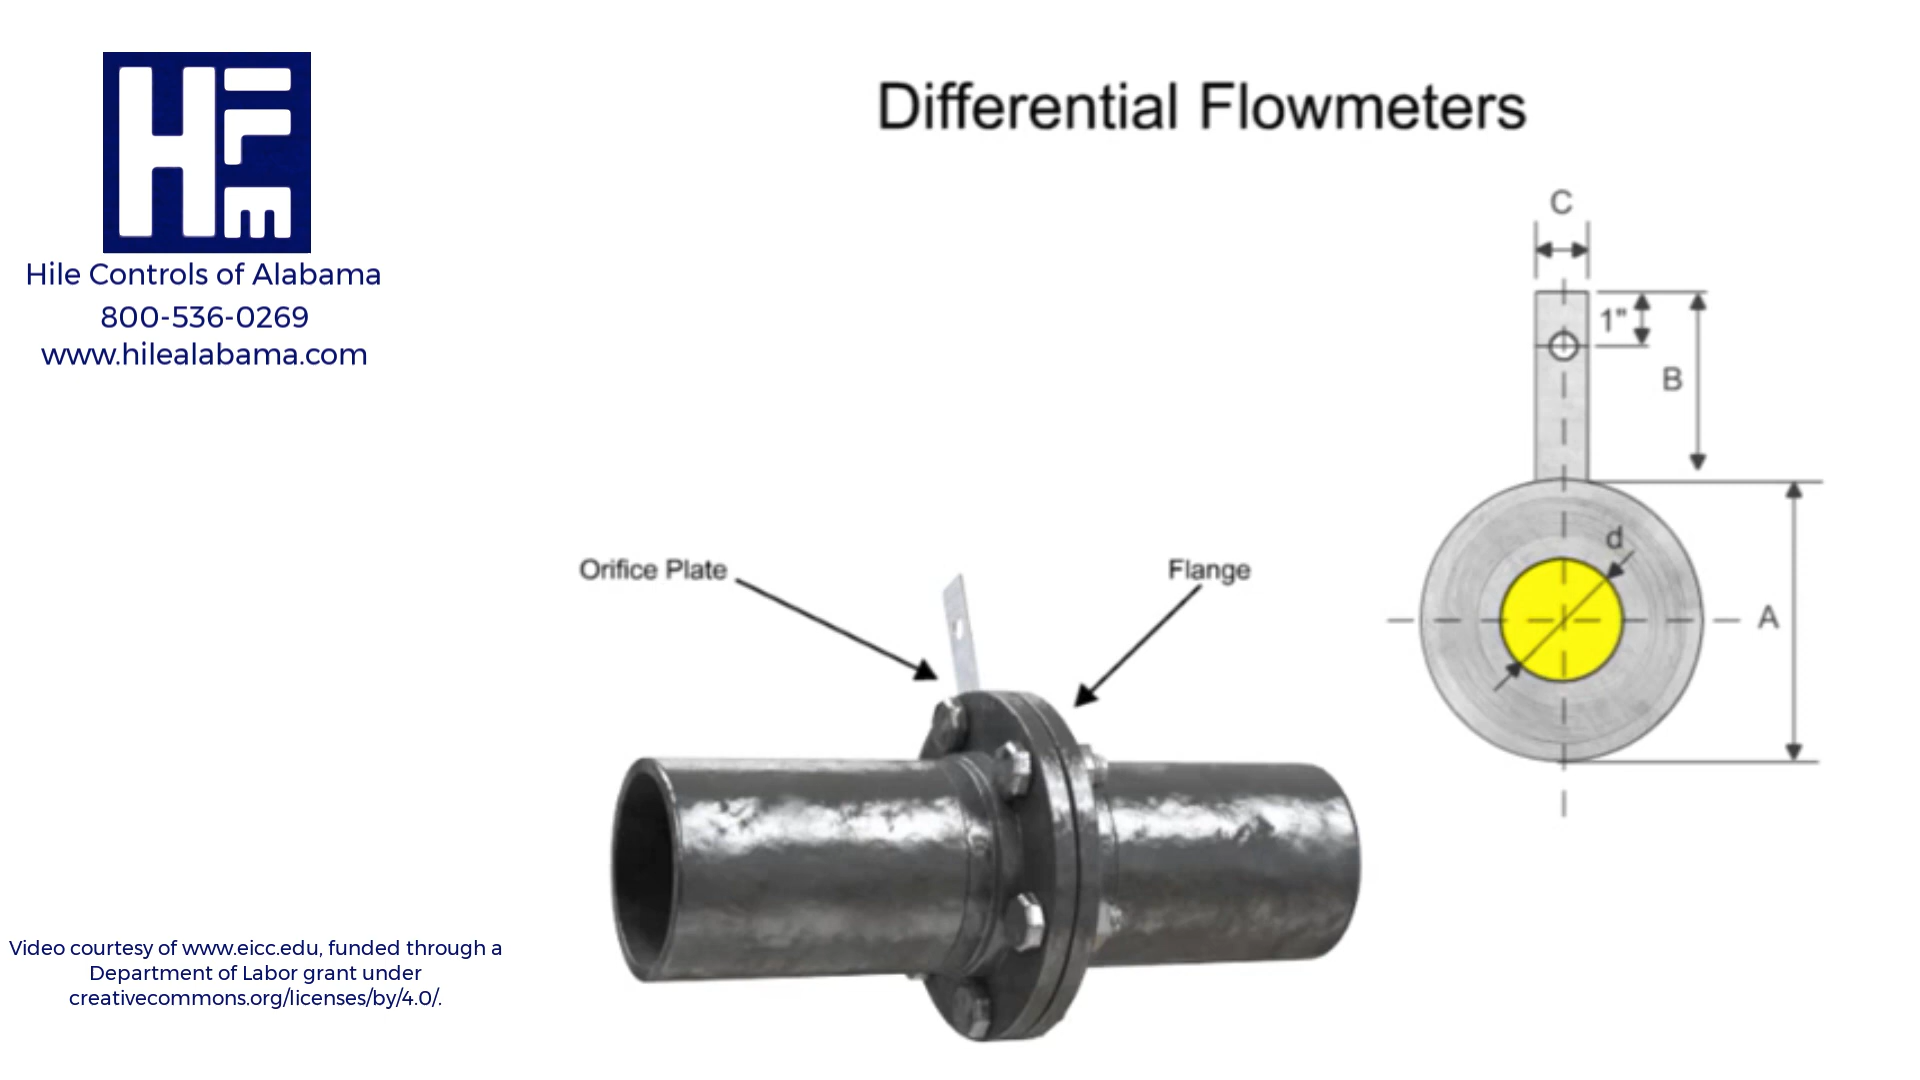 HFM
Hile Controls of Alabama
800-536-0269
www.hilealabama.com
Differential Flowmeters
C
1"
B
d
A
Orifice Plate
Flange
Video courtesy of www.eicc.edu, funded through a
Department of Labor grant under
creativecommons.org/licenses/by/4.0/.